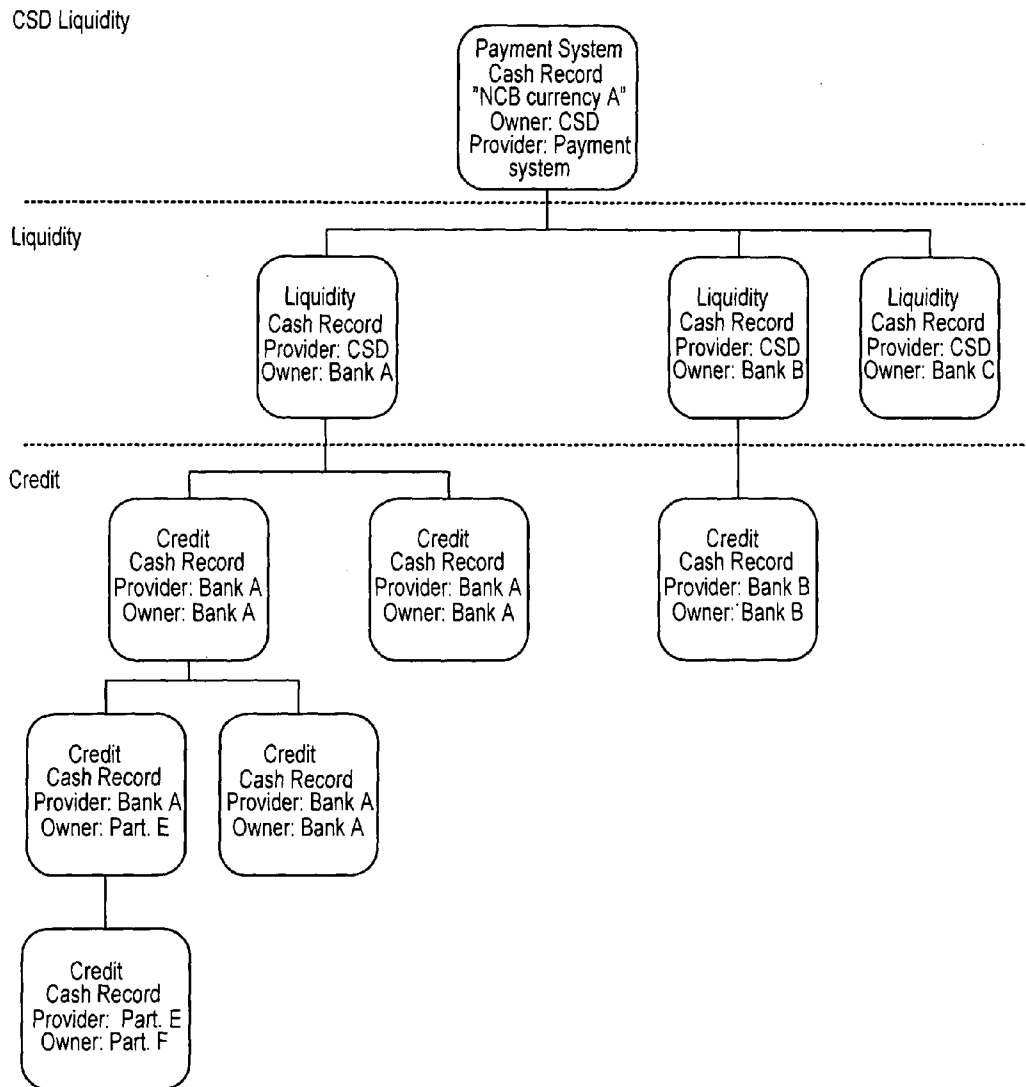 CSD Liquidity
Payment System
Cash Record
"NCB currency A"
Owner: CSD
Provider: Payment
system
Liquidity
Liquidity
Cash Record
Provider: CSD
Owner: Bank A
Liquidity
Cash Record
Provider: CSD
Owner: Bank B
Liquidity
Cash Record
Provider: CSD
Owner: Bank C
Credit
Credit
Cash Record
Provider: Bank A
Owner: Bank A
Credit
Cash Record
Provider: Bank A
Owner: Bank A
Credit
Cash Record
Provider: Bank B
Owner: Bank B
Credit
Cash Record
Provider: Bank A
Owner: Part. E
Credit
Cash Record
Provider: Bank A
Owner: Bank A
Credit
Cash Record
Provider: Part. E
Owner: Part. F